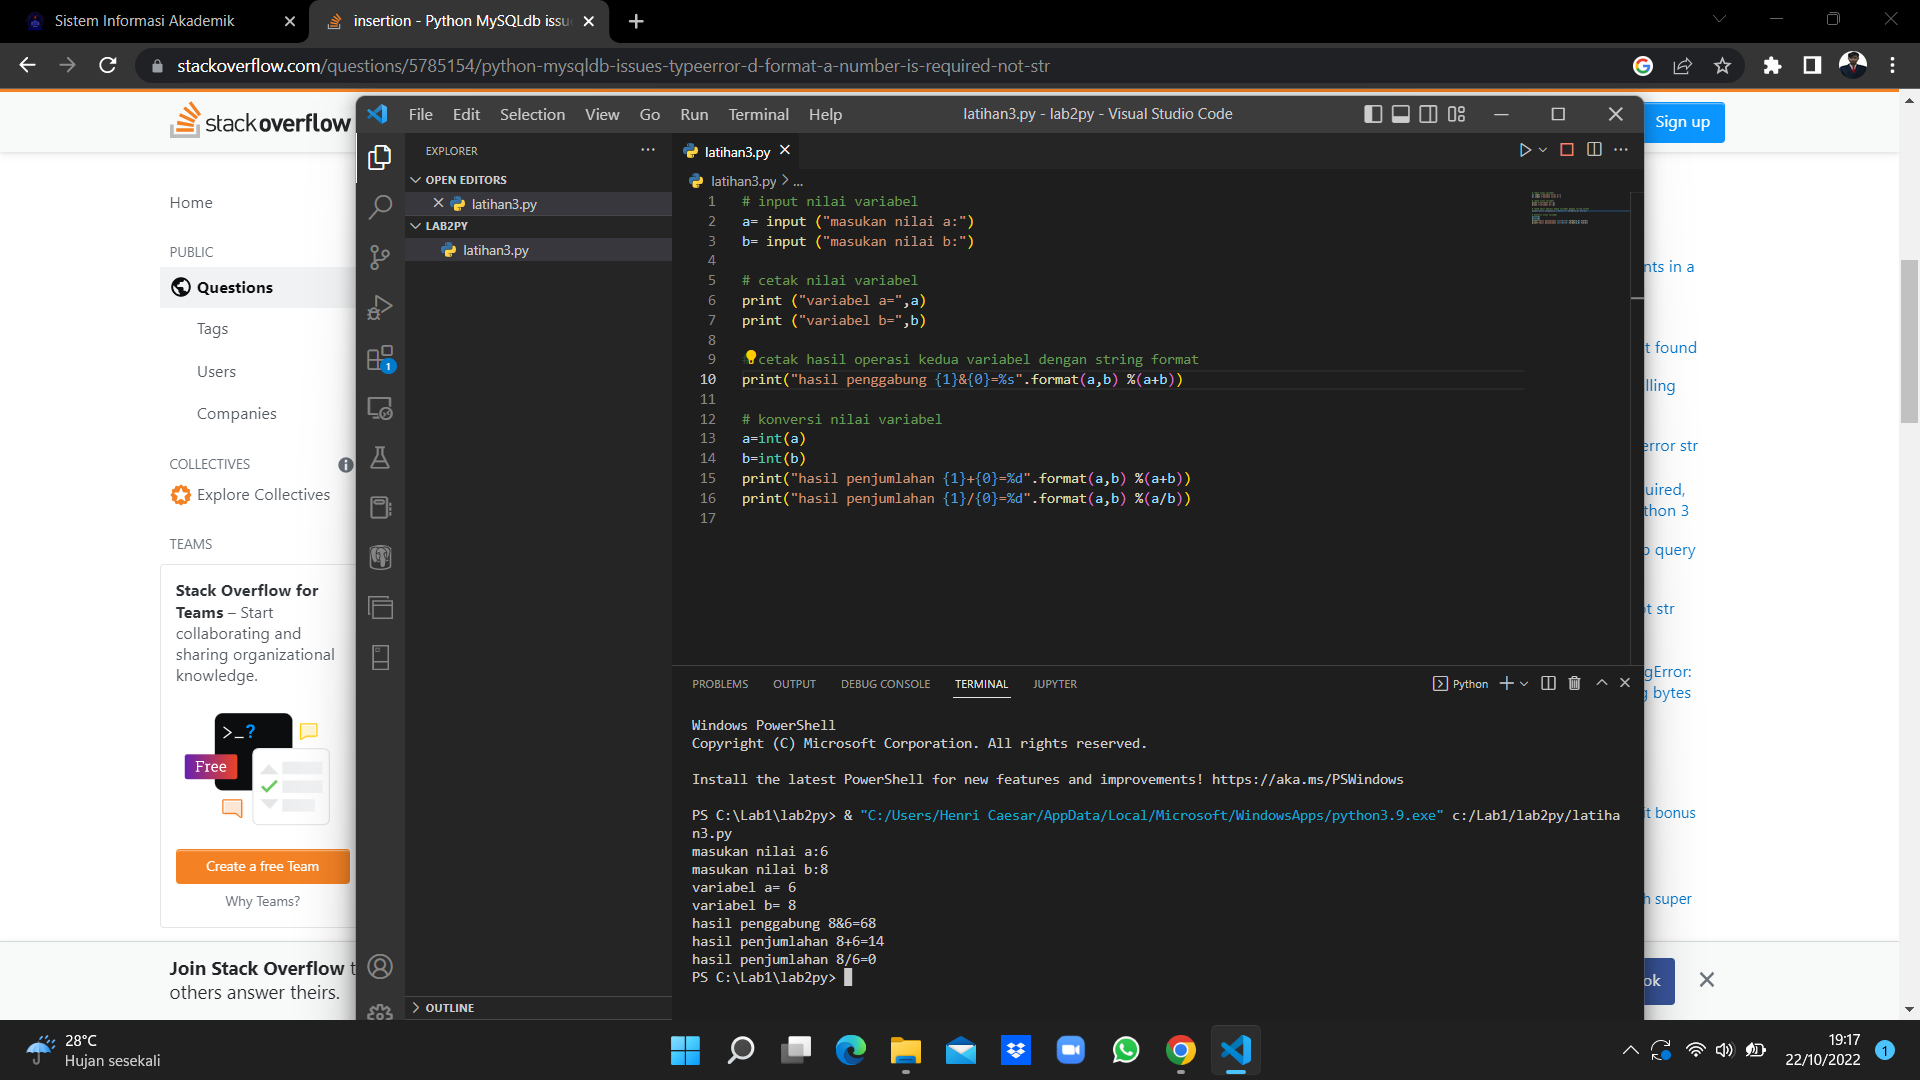 Sistem Informasi Akademik
insertion - Python MySQLdb issu
stackoverflow.com/questions/5785154/python-mysqldb-issues-typeerror-d-format-a-number-is-required-not-str
stack overflow
Sign up
Home
PUBLIC
Questions
Tags
Users
Companies
COLLECTIVES
Explore Collectives
TEAMS
Stack Overflow for
Teams – Start
collaborating and
sharing organizational
knowledge.
>_?
Free
Create a free Team
Why Teams?
Join Stack Overflow t
others answer theirs.
File Edit Selection View Go Run Terminal Help
latihan3.py - lab2py - Visual Studio Code
EXPLORER
OPEN EDITORS
latihan3.py
LAB2PY
latihan3.py
OUTLINE
1
latihan3.py
latihan3.py > ...
1 # input nilai variabel
2 a= input ("masukan nilai a:")
3 b= input ("masukan nilai b:")
4
5 # cetak nilai variabel
6 print ("variabel a=",a)
7 print ("variabel b=",b)
8
9 # cetak hasil operasi kedua variabel dengan string format
10 print("hasil penggabung {1}&{0}=%s".format(a,b) %(a+b))
11
12 # konversi nilai variabel
13 a=int(a)
14 b=int(b)
15 print("hasil penjumlahan {1}+{0}=%d".format(a,b) %(a+b))
16 print("hasil penjumlahan {1}/{0}=%d".format(a,b) %(a/b))
17
PROBLEMS OUTPUT DEBUG CONSOLE TERMINAL JUPYTER
Python
Windows PowerShell
Copyright (C) Microsoft Corporation. All rights reserved.
Install the latest PowerShell for new features and improvements! https://aka.ms/PSWindows
PS C:\Lab1\lab2py> & "C:/Users/Henri Caesar/AppData/Local/Microsoft/WindowsApps/python3.9.exe" c:/Lab1/lab2py/latiha
n3.py
masukan nilai a:6
masukan nilai b:8
variabel a= 6
variabel b= 8
hasil penggabung 8&6=68
hasil penjumlahan 8+6=14
hasil penjumlahan 8/6=0
PS C:\Lab1\lab2py>
nts in a
t found
lling
error str
uired,
thon 3
query
t str
gError:
g bytes
it bonus
h super
ok
28°C
Hujan sesekali
19:17
22/10/2022
1